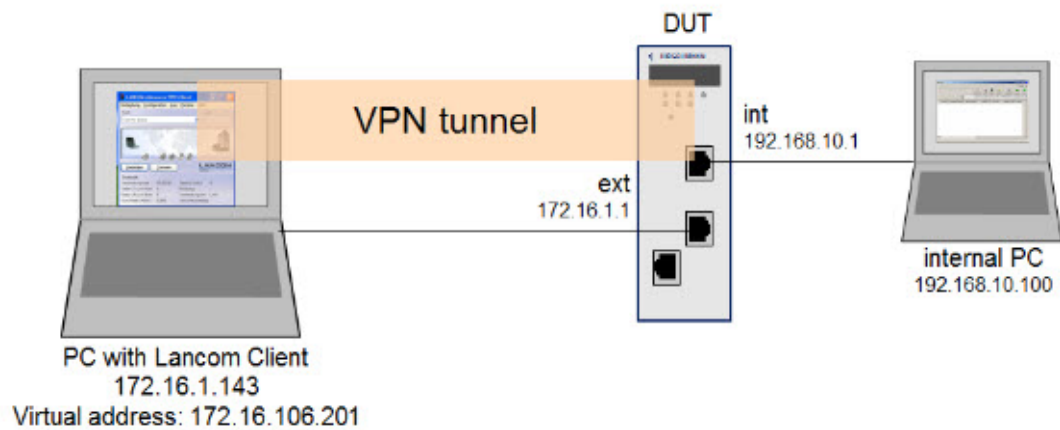 DUT
VPN tunnel
int
192.168.10.1
ext
172.16.1.1
internal PC
192.168.10.100
PC with Lancom Client
172.16.1.143
Virtual address: 172.16.106.201